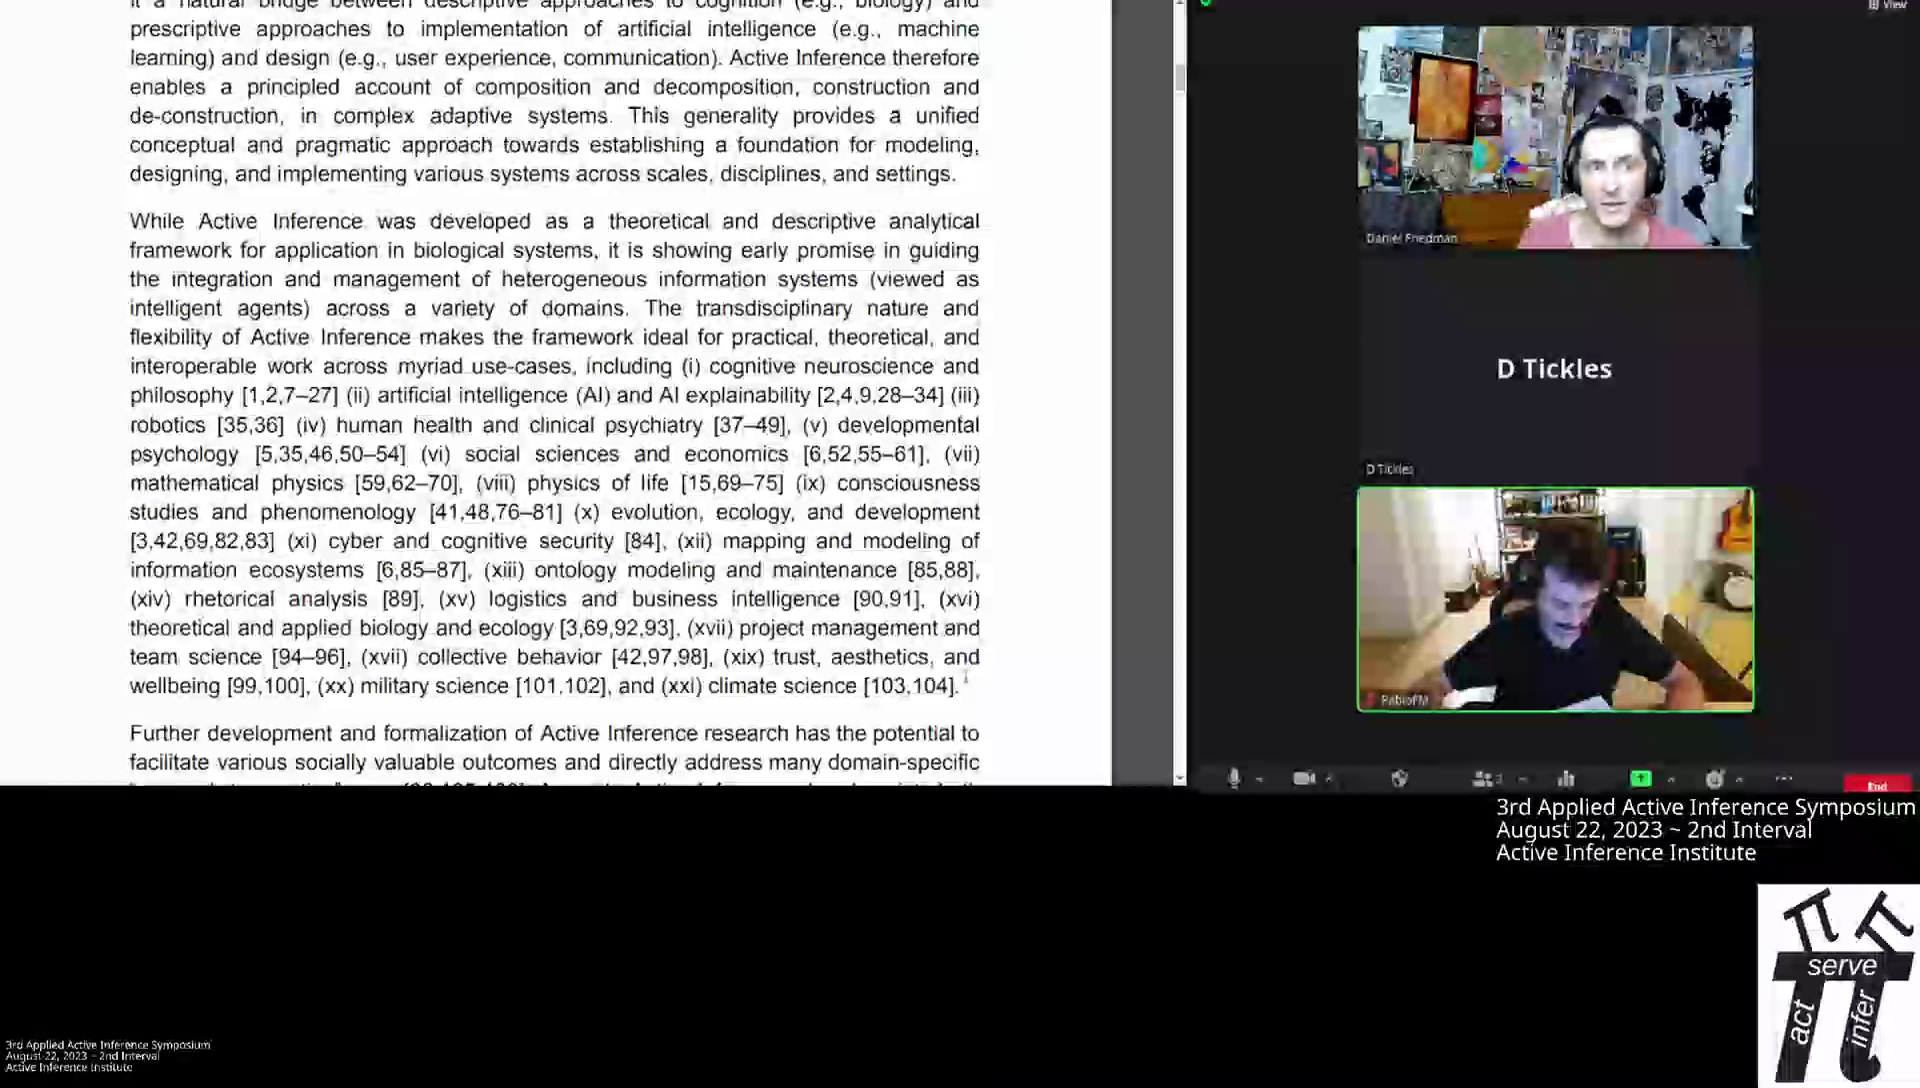 it a natural bridge between descriptive approaches to cognition (e.g., biology) and
prescriptive approaches to implementation of artificial intelligence (e.g., machine
learning) and design (e.g., user experience, communication). Active Inference therefore
enables a principled account of composition and decomposition, construction and
de-construction, in complex adaptive systems. This generality provides a unified
conceptual and pragmatic approach towards establishing a foundation for modeling,
designing, and implementing various systems across scales, disciplines, and settings.
While Active Inference was developed as a theoretical and descriptive analytical
framework for application in biological systems, it is showing early promise in guiding
the integration and management of heterogeneous information systems (viewed as
intelligent agents) across a variety of domains. The transdisciplinary nature and
flexibility of Active Inference makes the framework ideal for practical, theoretical, and
interoperable work across myriad use-cases, including (i) cognitive neuroscience and
philosophy [1,2,7–27] (ii) artificial intelligence (AI) and AI explainability [2,4,9,28–34] (iii)
robotics [35,36] (iv) human health and clinical psychiatry [37–49], (v) developmental
psychology [5,35,46,50–54] (vi) social sciences and economics [6,52,55–61], (vii)
mathematical physics [59,62–70], (viii) physics of life [15,69–75] (ix) consciousness
studies and phenomenology [41,48,76–81] (x) evolution, ecology, and development
[3,42,69,82,83] (xi) cyber and cognitive security [84], (xii) mapping and modeling of
information ecosystems [6,85–87], (xiii) ontology modeling and maintenance [85,88],
(xiv) rhetorical analysis [89], (xv) logistics and business intelligence [90,91], (xvi)
theoretical and applied biology and ecology [3,69,92,93], (xvii) project management and
team science [94–96], (xvii) collective behavior [42,97,98], (xix) trust, aesthetics, and
wellbeing [99,100], (xx) military science [101,102], and (xxi) climate science [103,104].
Further development and formalization of Active Inference research has the potential to
facilitate various socially valuable outcomes and directly address many domain-specific
View
Daniel Friedman
D Tickles
D Tickles
PabloFM
3
End
3rd Applied Active Inference Symposium
August 22, 2023 ~ 2nd Interval
Active Inference Institute
serve
act
infer
3rd Applied Active Inference Symposium
August 22, 2023 ~ 2nd Interval
Active Inference Institute